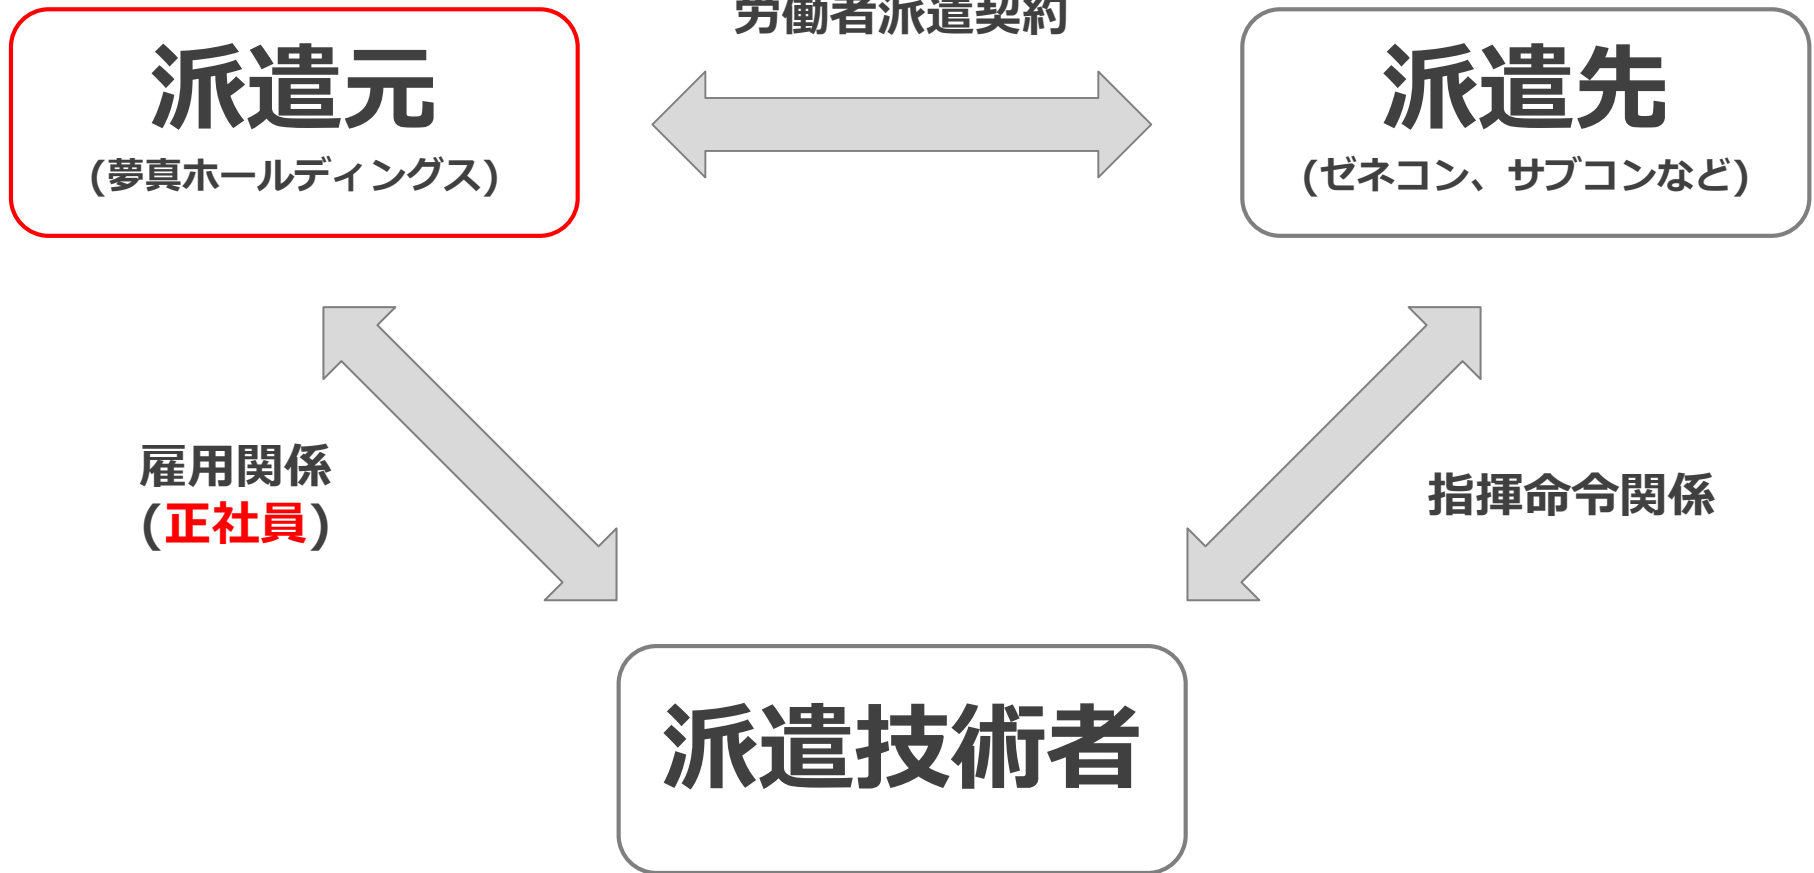 労働者派遣契約
派遣元
(夢真ホールディングス)
派遣先
(ゼネコン、サブコンなど)
雇用関係
(正社員)
指揮命令関係
派遣技術者